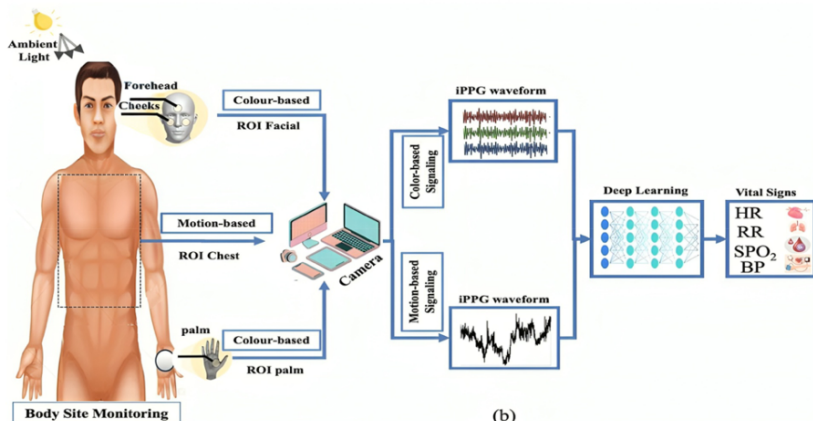 Ambient
Light
Forehead
Cheeks
Colour-based
ROI Facial
Motion-based
ROI Chest
palm
Colour-based
ROI palm
Body Site Monitoring
Camera
Color-based
Signaling
Motion-based
Signaling
iPPG waveform
iPPG waveform
Deep Learning
Vital Signs
HR
RR
SPO₂
BP
(b)